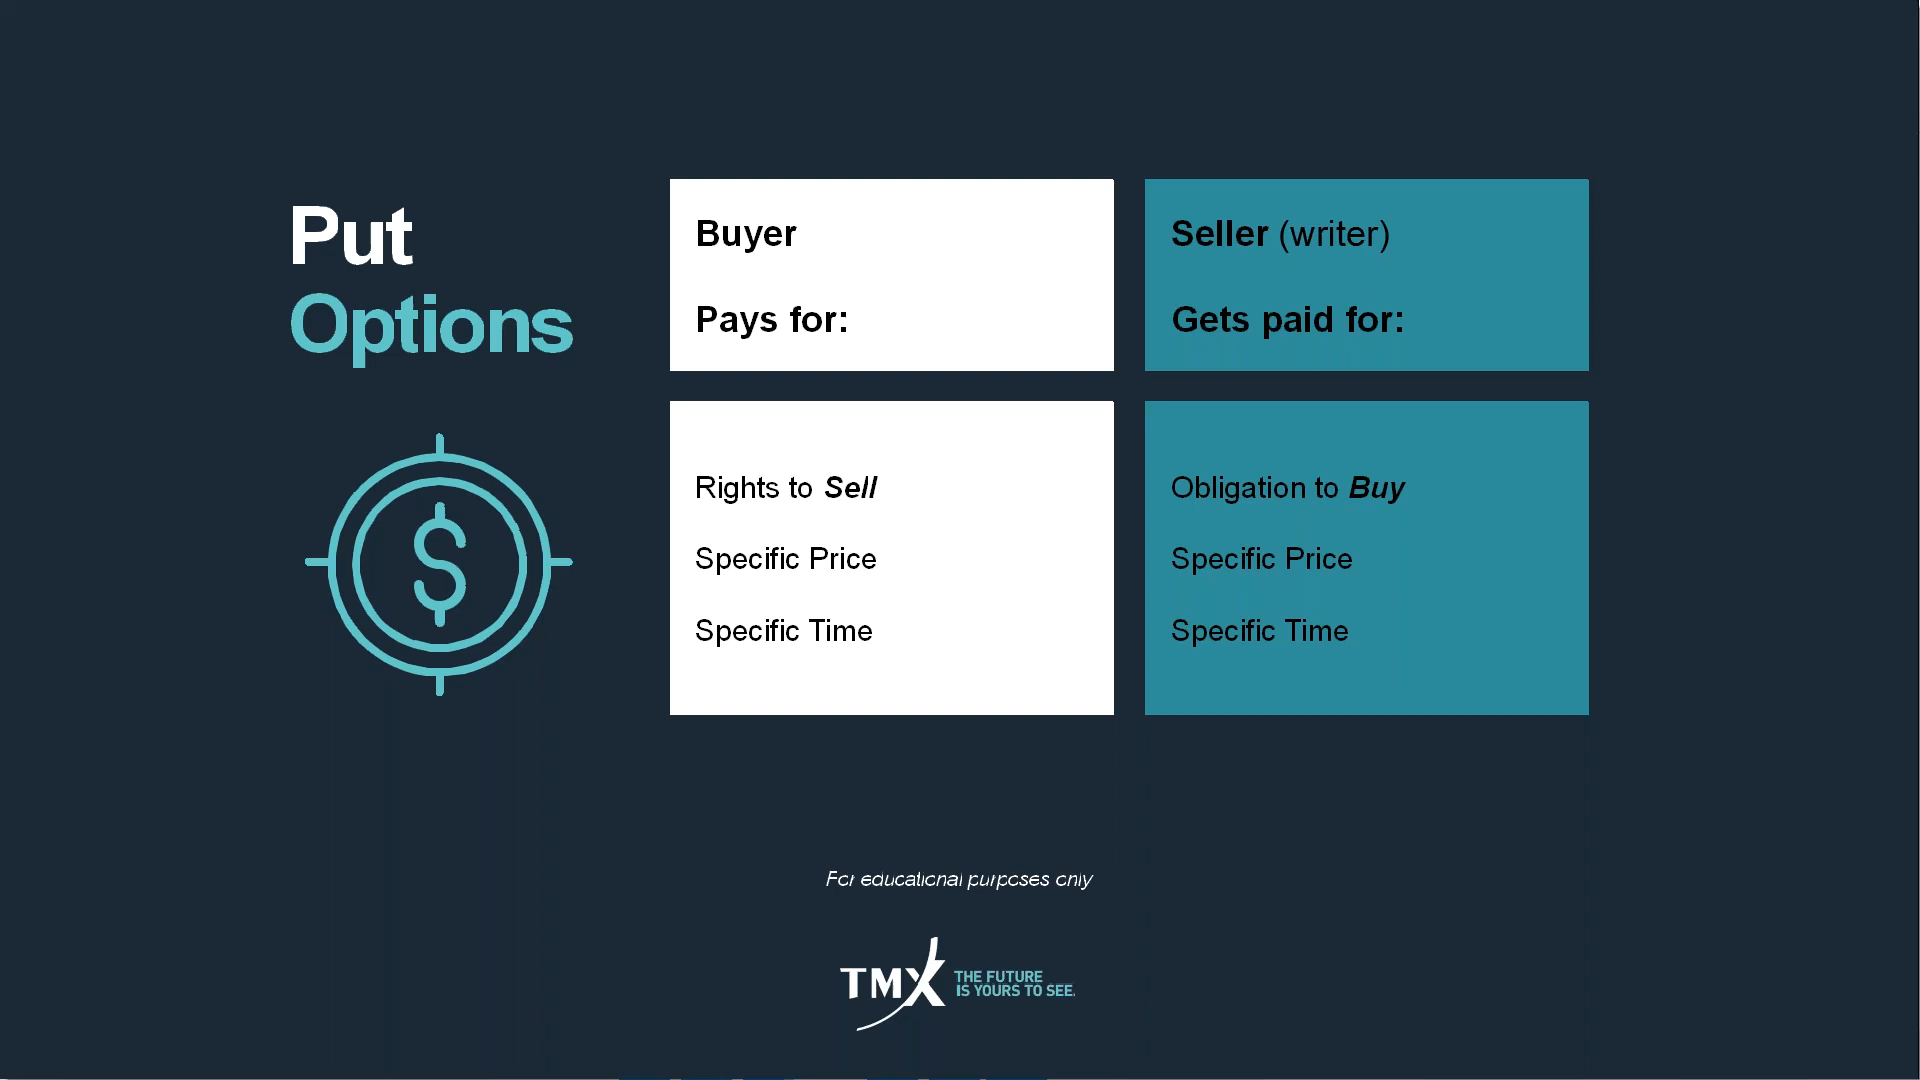 Put
Options
Buyer
Pays for:
Seller (writer)
Gets paid for:
Rights to Sell
Specific Price
Specific Time
Obligation to Buy
Specific Price
Specific Time
For educational purposes only
TMX THE FUTURE
IS YOURS TO SEE.